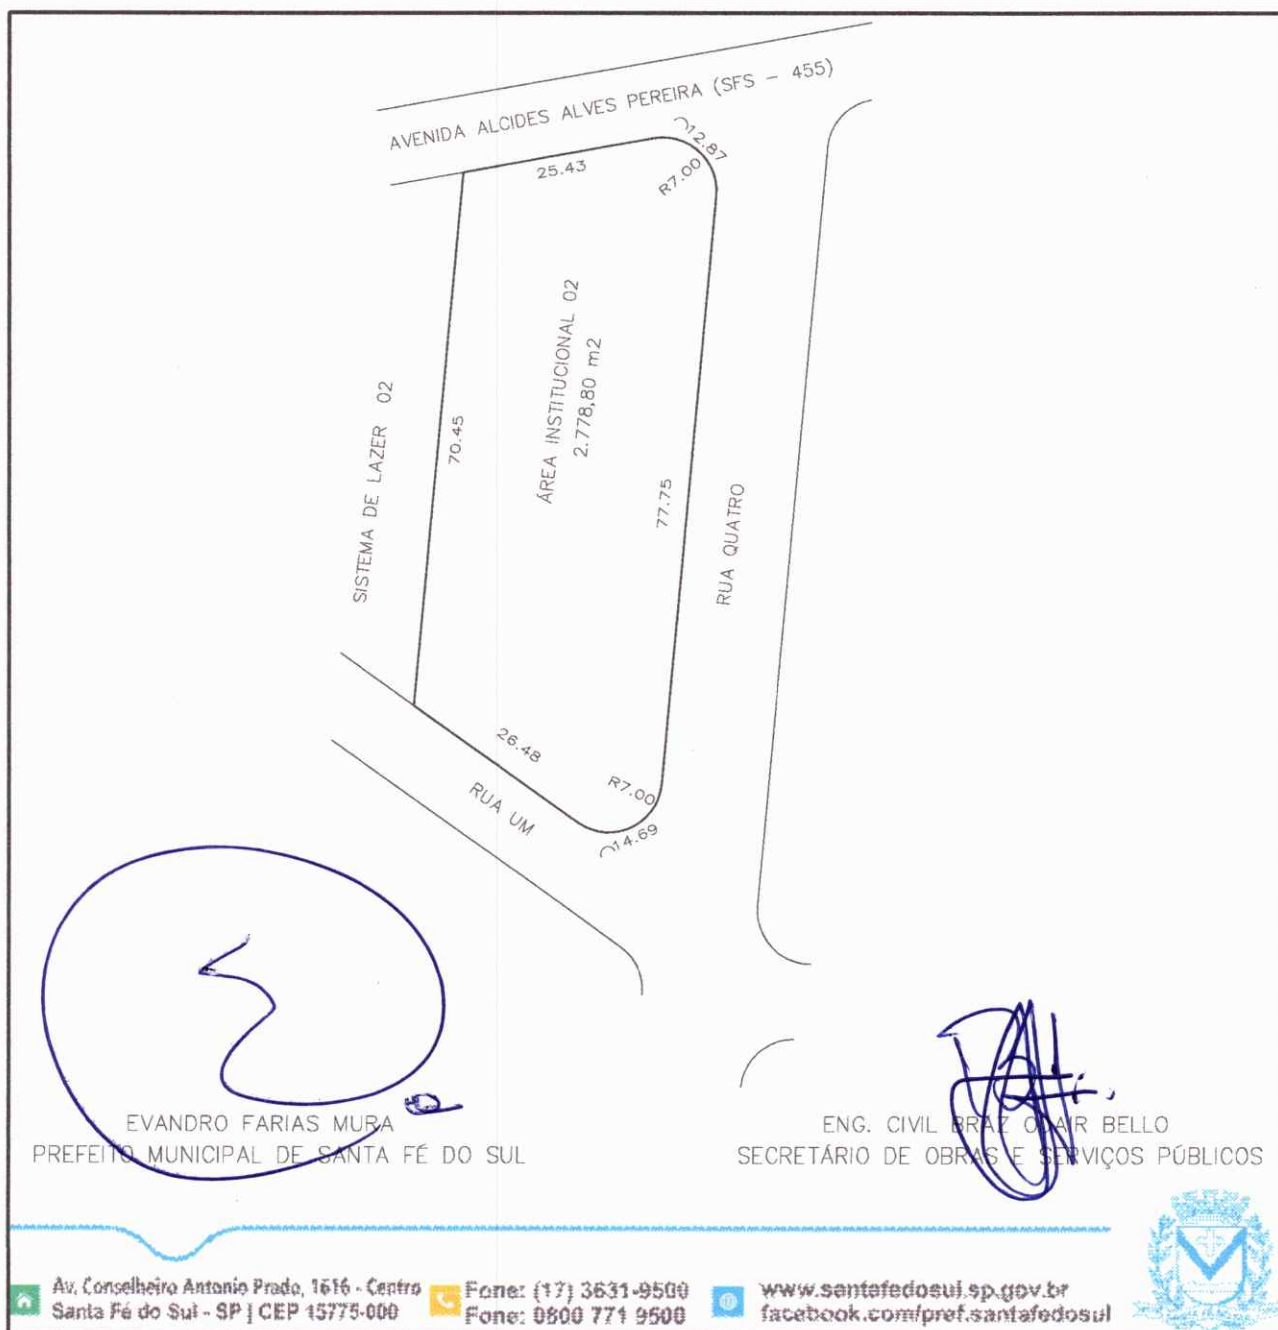 AVENIDA ALCIDES ALVES PEREIRA (SFS - 455)
12.87
25.43
R7.00
ÁREA INSTITUCIONAL 02
2.778,80 m2
SISTEMA DE LAZER 02
70.45
77.75
RUA QUATRO
26.48
R7.00
RUA UM
14.69
EVANDRO FARIAS MURA
PREFEITO MUNICIPAL DE SANTA FÉ DO SUL
ENG. CIVIL BRAZ ODAIR BELLO
SECRETÁRIO DE OBRAS E SERVIÇOS PÚBLICOS
Av. Conselheiro Antonio Prado, 1616 - Centro
Santa Fé do Sul - SP | CEP 15775-000
Fone: (17) 3631-9500
Fone: 0800 771 9500
www.santafedosul.sp.gov.br
facebook.com/pref.santafedosul